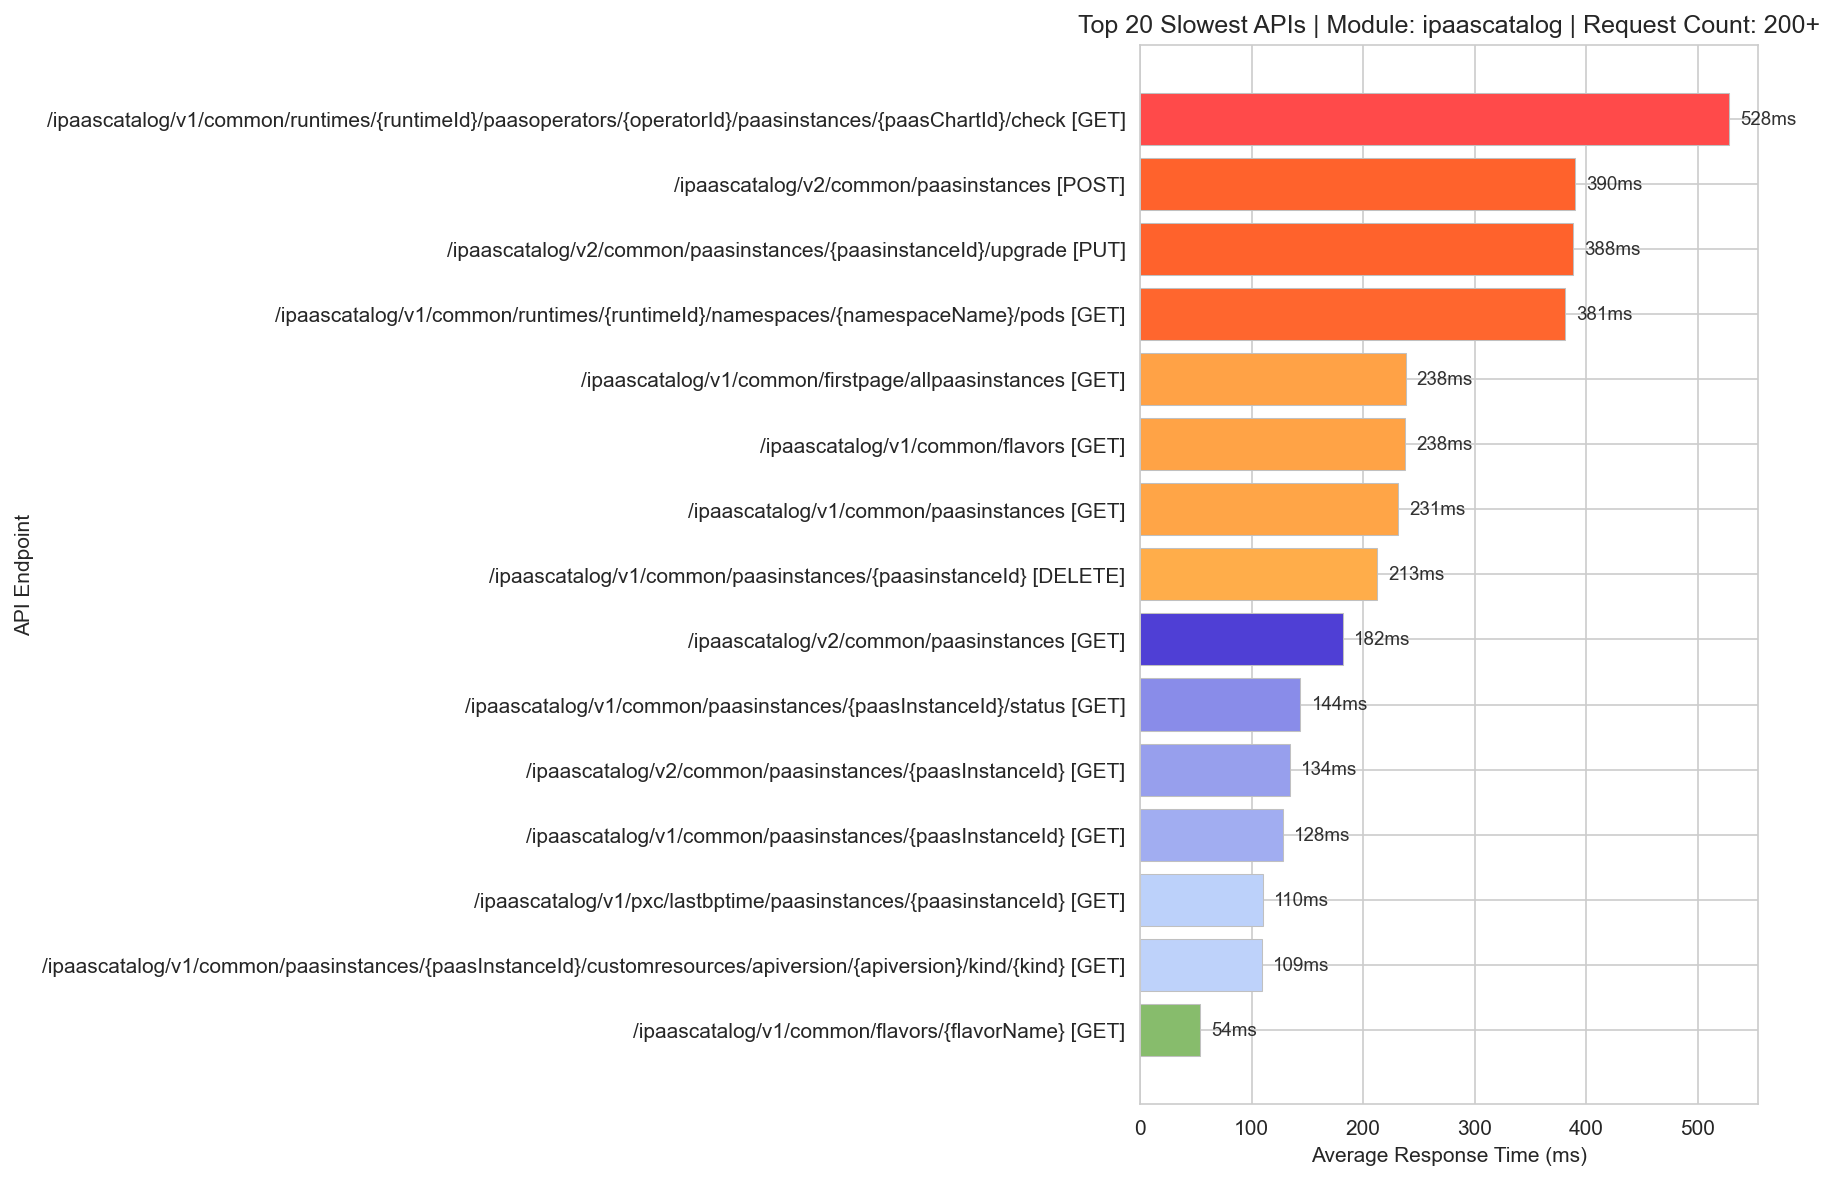 Top 20 Slowest APIs | Module: ipaascatalog | Request Count: 200+
/ipaascatalog/v1/common/runtimes/{runtimeId}/paasoperators/{operatorId}/paasinstances/{paasChartId}/check [GET] 528ms
/ipaascatalog/v2/common/paasinstances [POST] 390ms
/ipaascatalog/v2/common/paasinstances/{paasinstanceId}/upgrade [PUT] 388ms
/ipaascatalog/v1/common/runtimes/{runtimeId}/namespaces/{namespaceName}/pods [GET] 381ms
/ipaascatalog/v1/common/firstpage/allpaasinstances [GET] 238ms
/ipaascatalog/v1/common/flavors [GET] 238ms
/ipaascatalog/v1/common/paasinstances [GET] 231ms
/ipaascatalog/v1/common/paasinstances/{paasinstanceId} [DELETE] 213ms
/ipaascatalog/v2/common/paasinstances [GET] 182ms
/ipaascatalog/v1/common/paasinstances/{paasInstanceId}/status [GET] 144ms
/ipaascatalog/v2/common/paasinstances/{paasInstanceId} [GET] 134ms
/ipaascatalog/v1/common/paasinstances/{paasInstanceId} [GET] 128ms
/ipaascatalog/v1/pxc/lastbptime/paasinstances/{paasinstanceId} [GET] 110ms
/ipaascatalog/v1/common/paasinstances/{paasInstanceId}/customresources/apiversion/{apiversion}/kind/{kind} [GET] 109ms
/ipaascatalog/v1/common/flavors/{flavorName} [GET] 54ms
API Endpoint
0 100 200 300 400 500
Average Response Time (ms)